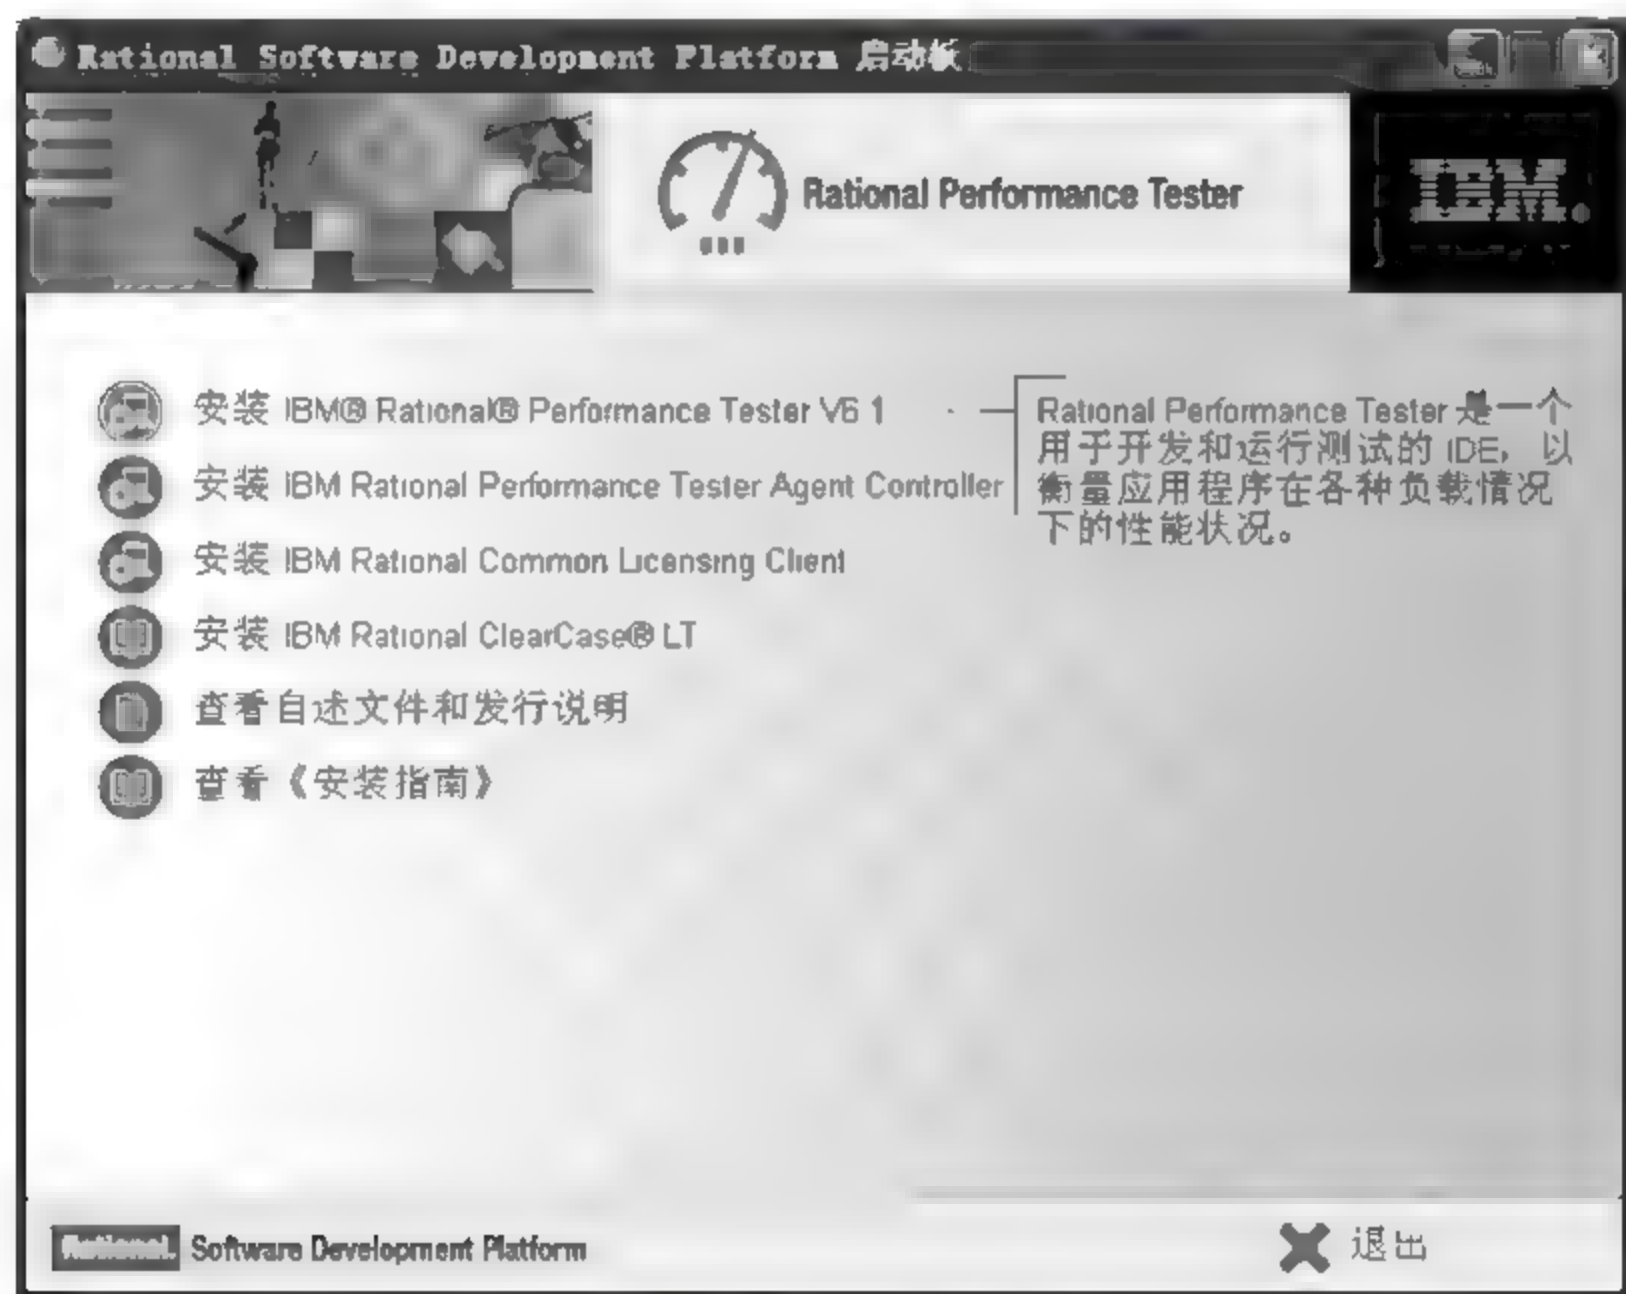 Rational Software Development Platform 启动板
Rational Performance Tester
IBM.
安装 IBM® Rational® Performance Tester V6 1
安装 IBM Rational Performance Tester Agent Controller
安装 IBM Rational Common Licensing Client
安装 IBM Rational ClearCase® LT
查看自述文件和发行说明
查看《安装指南》
Rational Performance Tester 是一个
用于开发和运行测试的 IDE，以
衡量应用程序在各种负载情况
下的性能状况。
Rational. Software Development Platform
退出